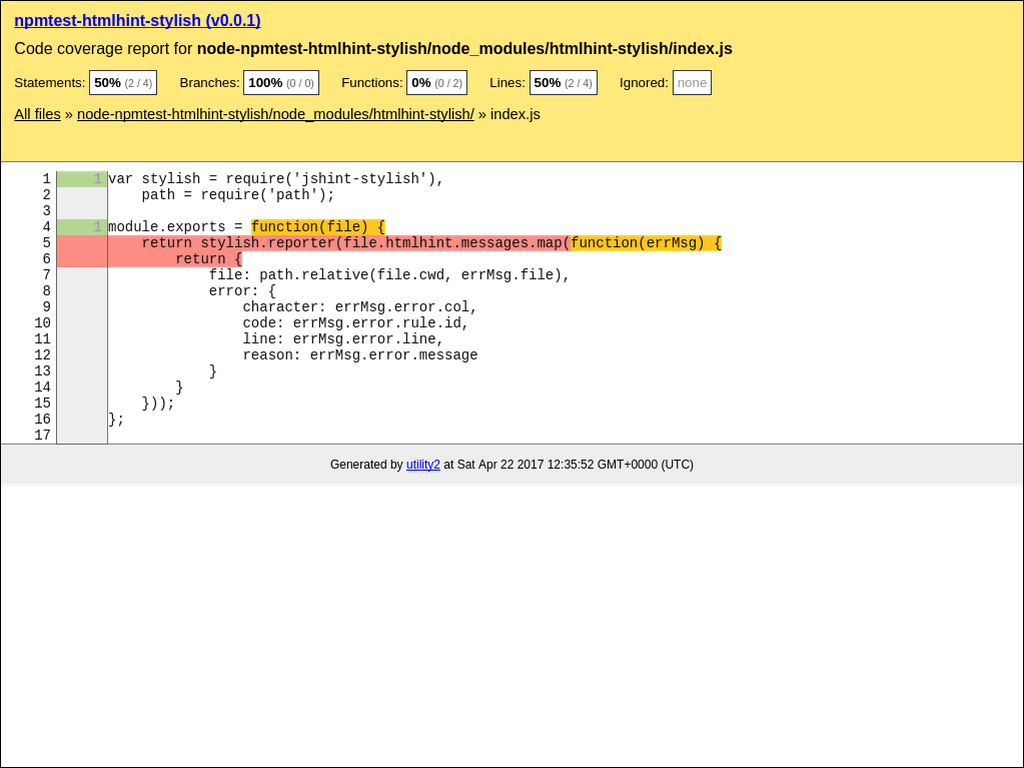 npmtest-htmlhint-stylish (v0.0.1)
Code coverage report for node-npmtest-htmlhint-stylish/node_modules/htmlhint-stylish/index.js
Statements: 50% (2 / 4) Branches: 100% (0 / 0) Functions: 0% (0 / 2) Lines: 50% (2 / 4) Ignored: none
All files » node-npmtest-htmlhint-stylish/node_modules/htmlhint-stylish/ » index.js
1 1 var stylish = require('jshint-stylish'),
2 path = require('path');
3
4 1 module.exports = function(file) {
5 return stylish.reporter(file.htmlhint.messages.map(function(errMsg) {
6 return {
7 file: path.relative(file.cwd, errMsg.file),
8 error: {
9 character: errMsg.error.col,
10 code: errMsg.error.rule.id,
11 line: errMsg.error.line,
12 reason: errMsg.error.message
13 }
14 }
15 }));
16 };
17
Generated by utility2 at Sat Apr 22 2017 12:35:52 GMT+0000 (UTC)